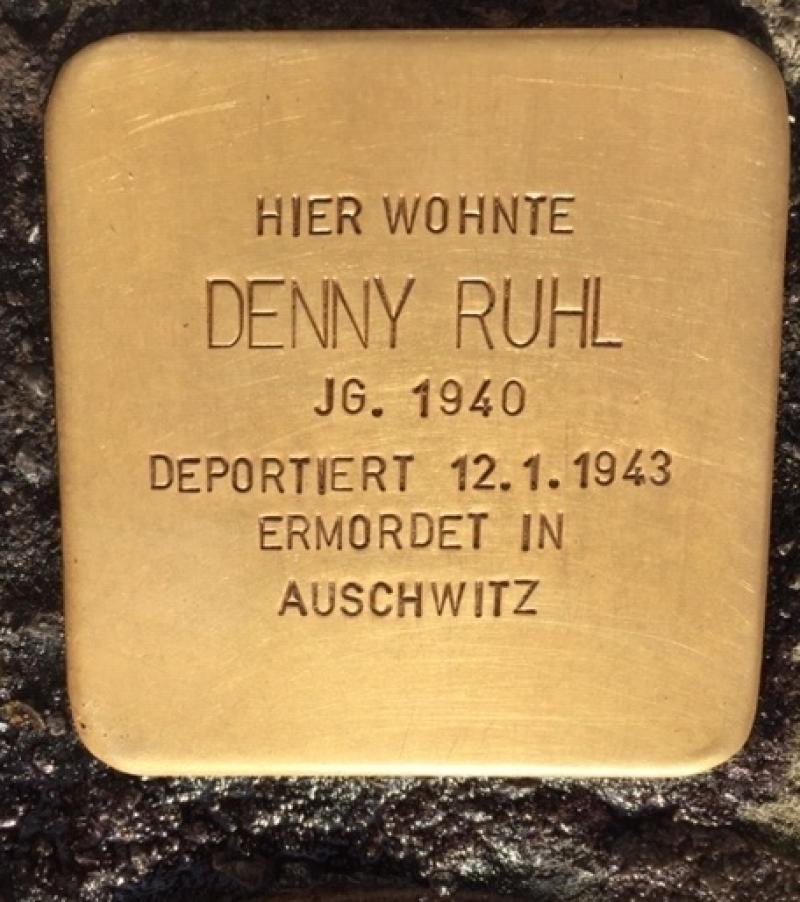 HIER WOHNTE
DENNY RUHL
JG. 1940
DEPORTIERT 12.1.1943
ERMORDET IN
AUSCHWITZ